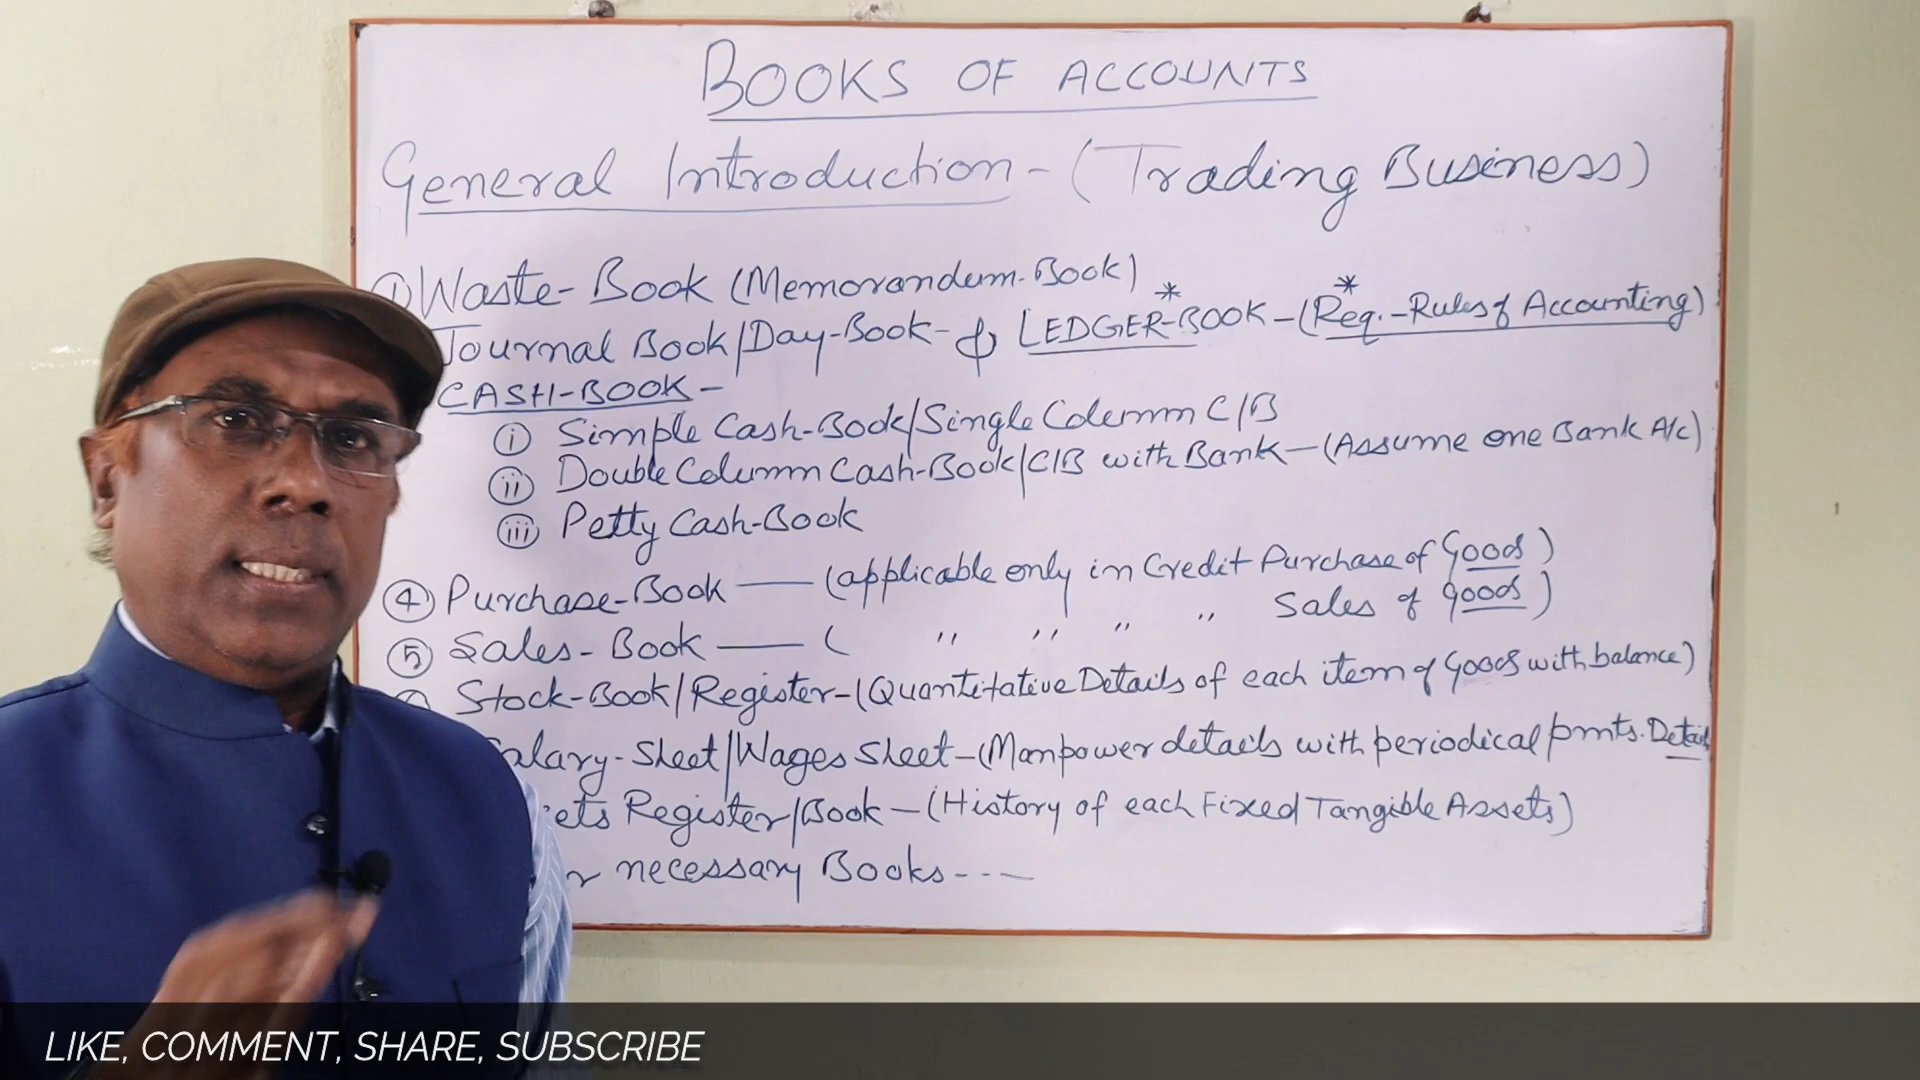 BOOKS OF ACCOUNTS
General Introduction - (Trading Business)
① Waste-Book (Memorandum-Book)
Journal Book/Day-Book - & LEDGER-BOOK - (Req.-Rules of Accounting)
* *
CASH-BOOK -
(i) Simple Cash-Book/Single Column C/B
(ii) Double Column Cash-Book/C/B with Bank - (Assume one Bank A/c)
(iii) Petty Cash-Book
④ Purchase-Book — (applicable only in Credit Purchase of Goods)
⑤ Sales-Book — ( " " " " Sales of goods)
Stock-Book/Register - (Quantitative Details of each item of Goods with balance)
alary-Sheet/Wages Sheet - (Manpower details with periodical pmts. Detail
ets Register/Book - (History of each Fixed Tangible Assets)
r necessary Books ---
LIKE, COMMENT, SHARE, SUBSCRIBE